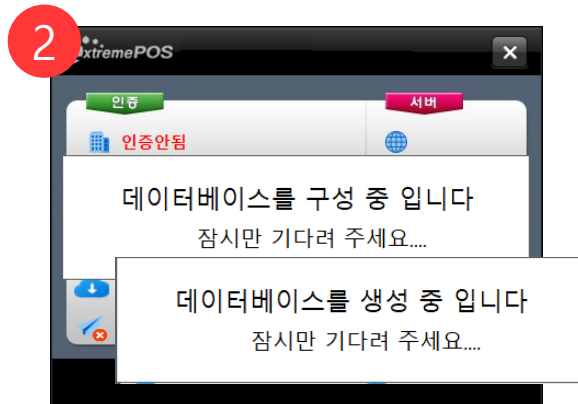 2
xtremePOS
인증
서버
인증안됨
데이터베이스를 구성 중 입니다
잠시만 기다려 주세요....
데이터베이스를 생성 중 입니다
잠시만 기다려 주세요....